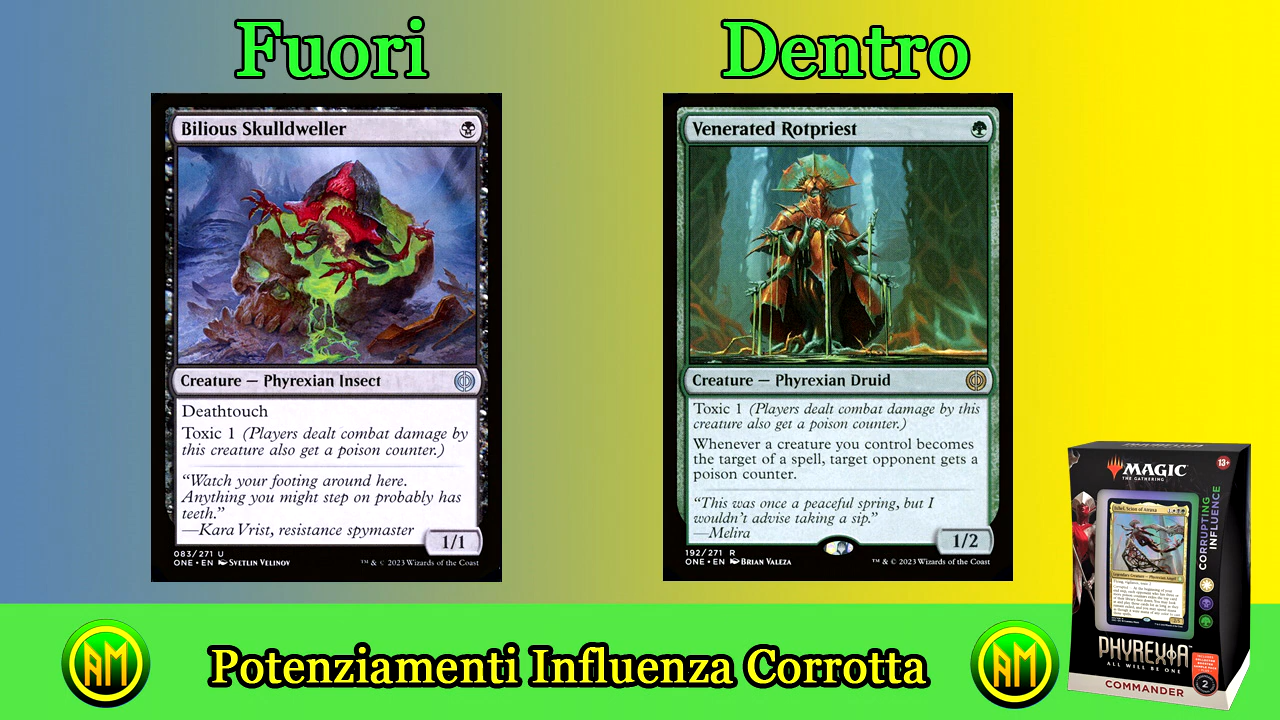 Fuori
Dentro
Bilious Skulldweller
Creature — Phyrexian Insect
Deathtouch
Toxic 1 (Players dealt combat damage by
this creature also get a poison counter.)
“Watch your footing around here.
Anything you might step on probably has
teeth.”
—Kara Vrist, resistance spymaster
1/1
083/271 U
ONE • EN Svetlin Velinov
™ & © 2023 Wizards of the Coast
Venerated Rotpriest
Creature — Phyrexian Druid
Toxic 1 (Players dealt combat damage by this
creature also get a poison counter.)
Whenever a creature you control becomes
the target of a spell, target opponent gets a
poison counter.
“This was once a peaceful spring, but I
wouldn’t advise taking a sip.”
—Melira
1/2
192/271 R
ONE • EN Brian Valeza
™ & © 2023 Wizards of the Coast
MAGIC
THE GATHERING
13+
CORRUPTING
INFLUENCE
PHYREXIA
ALL WILL BE ONE
COMMANDER
2
AM
Potenziamenti Influenza Corrotta
AM